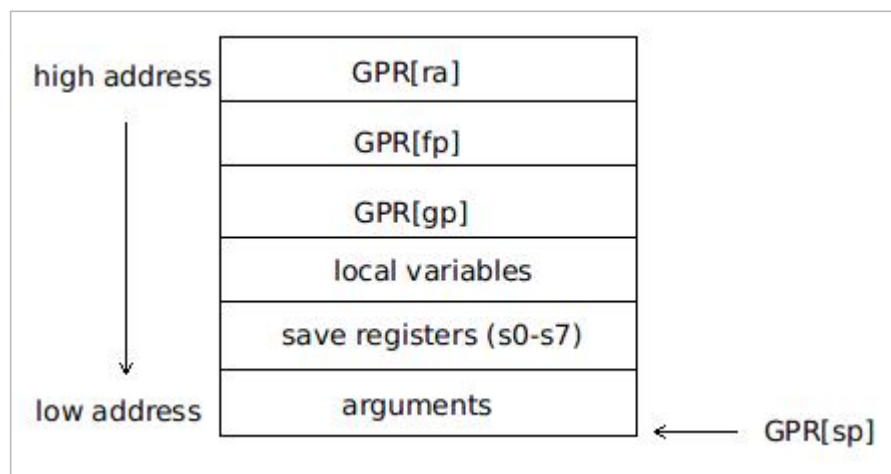 high address
GPR[ra]
GPR[fp]
GPR[gp]
local variables
save registers (s0-s7)
low address
arguments
GPR[sp]